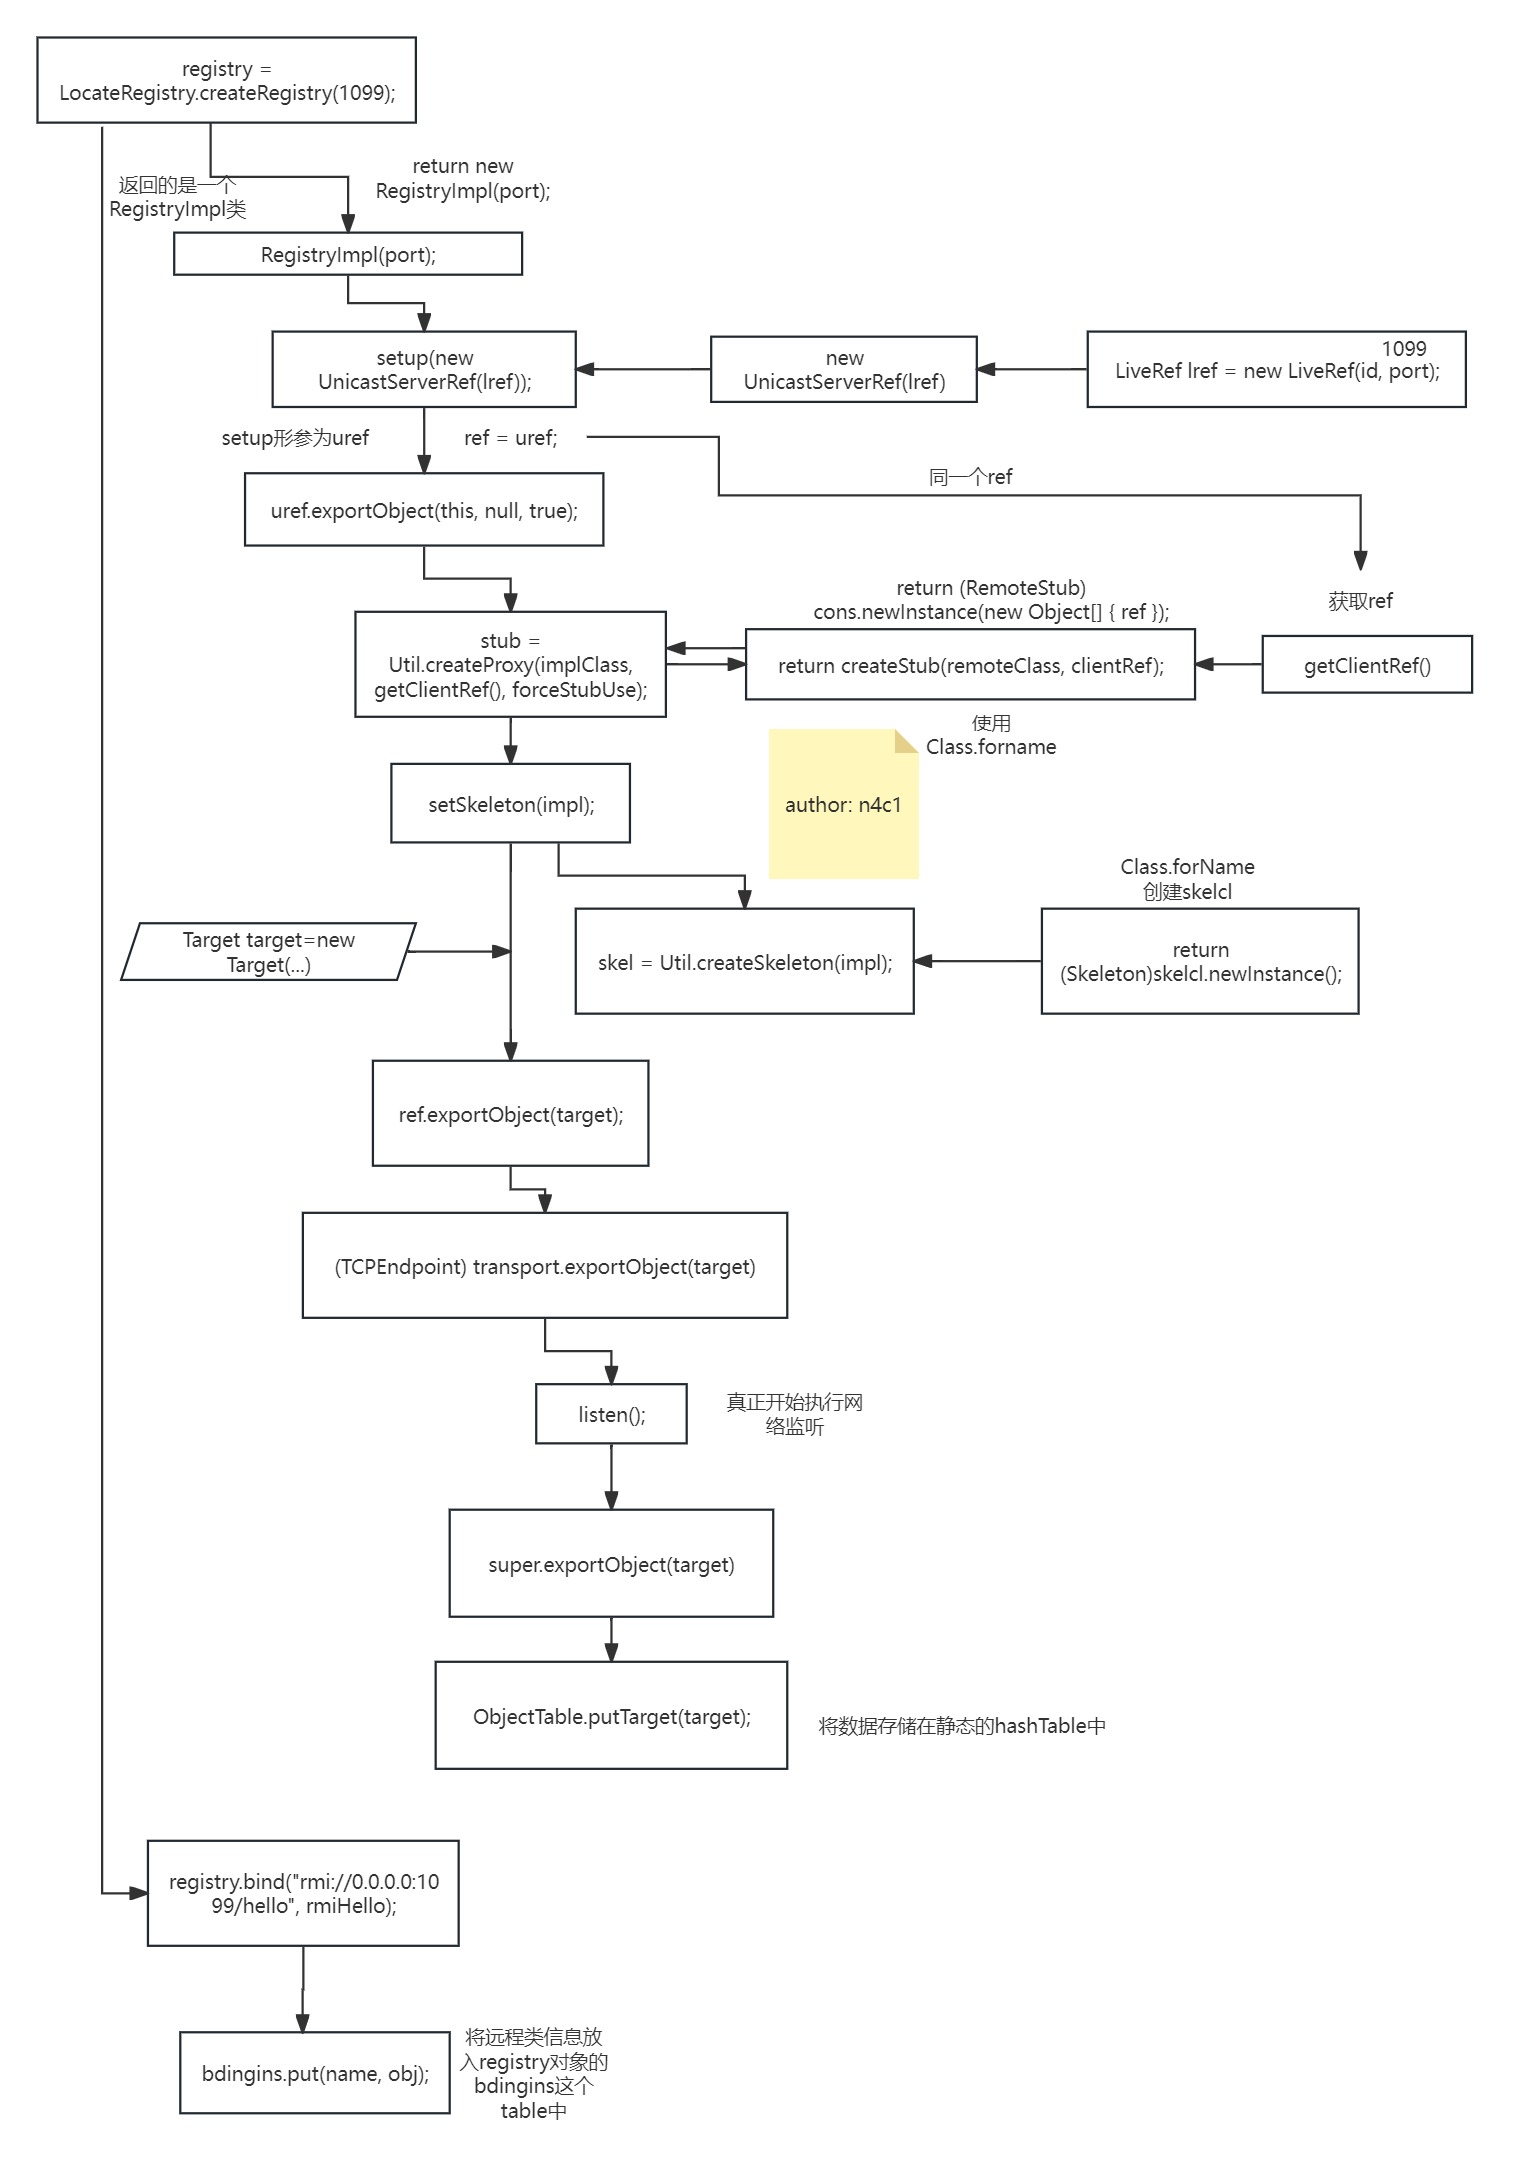 registry =
LocateRegistry.createRegistry(1099);
返回的是一个
RegistryImpl类
return new
RegistryImpl(port);
RegistryImpl(port);
setup(new
UnicastServerRef(lref));
new
UnicastServerRef(lref)
1099
LiveRef lref = new LiveRef(id, port);
setup形参为uref
ref = uref;
同一个ref
uref.exportObject(this, null, true);
return (RemoteStub)
cons.newInstance(new Object[] { ref });
获取ref
stub =
Util.createProxy(implClass,
getClientRef(), forceStubUse);
return createStub(remoteClass, clientRef);
getClientRef()
使用
Class.forname
setSkeleton(impl);
author: n4c1
Class.forName
创建skelcl
Target target=new
Target(...)
skel = Util.createSkeleton(impl);
return
(Skeleton)skelcl.newInstance();
ref.exportObject(target);
(TCPEndpoint) transport.exportObject(target)
listen();
真正开始执行网
络监听
super.exportObject(target)
ObjectTable.putTarget(target);
将数据存储在静态的hashTable中
registry.bind("rmi://0.0.0.0:10
99/hello", rmiHello);
bdingins.put(name, obj);
将远程类信息放
入registry对象的
bdingins这个
table中